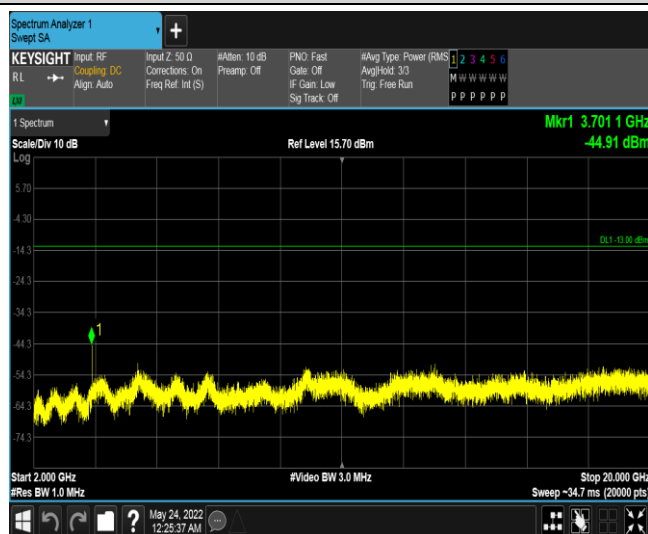 Spectrum Analyzer 1
Swept SA
KEYSIGHT
RL
LXI
Input: RF
Coupling: DC
Align: Auto
Input Z: 50 Ω
Corrections: On
Freq Ref: Int (S)
#Atten: 10 dB
Preamp: Off
PNO: Fast
Gate: Off
IF Gain: Low
Sig Track: Off
#Avg Type: Power (RMS
Avg|Hold: 3/3
Trig: Free Run
1 2 3 4 5 6
M W W W W W
P P P P P P
1 Spectrum
Scale/Div 10 dB
Ref Level 15.70 dBm
Mkr1 3.701 1 GHz
-44.91 dBm
Log
5.70
-4.30
DL1 -13.00 dBm
-14.3
-24.3
-34.3
1
-44.3
-54.3
-64.3
-74.3
Start 2.000 GHz
#Video BW 3.0 MHz
Stop 20.000 GHz
#Res BW 1.0 MHz
Sweep ~34.7 ms (20000 pts)
?
May 24, 2022
12:25:37 AM